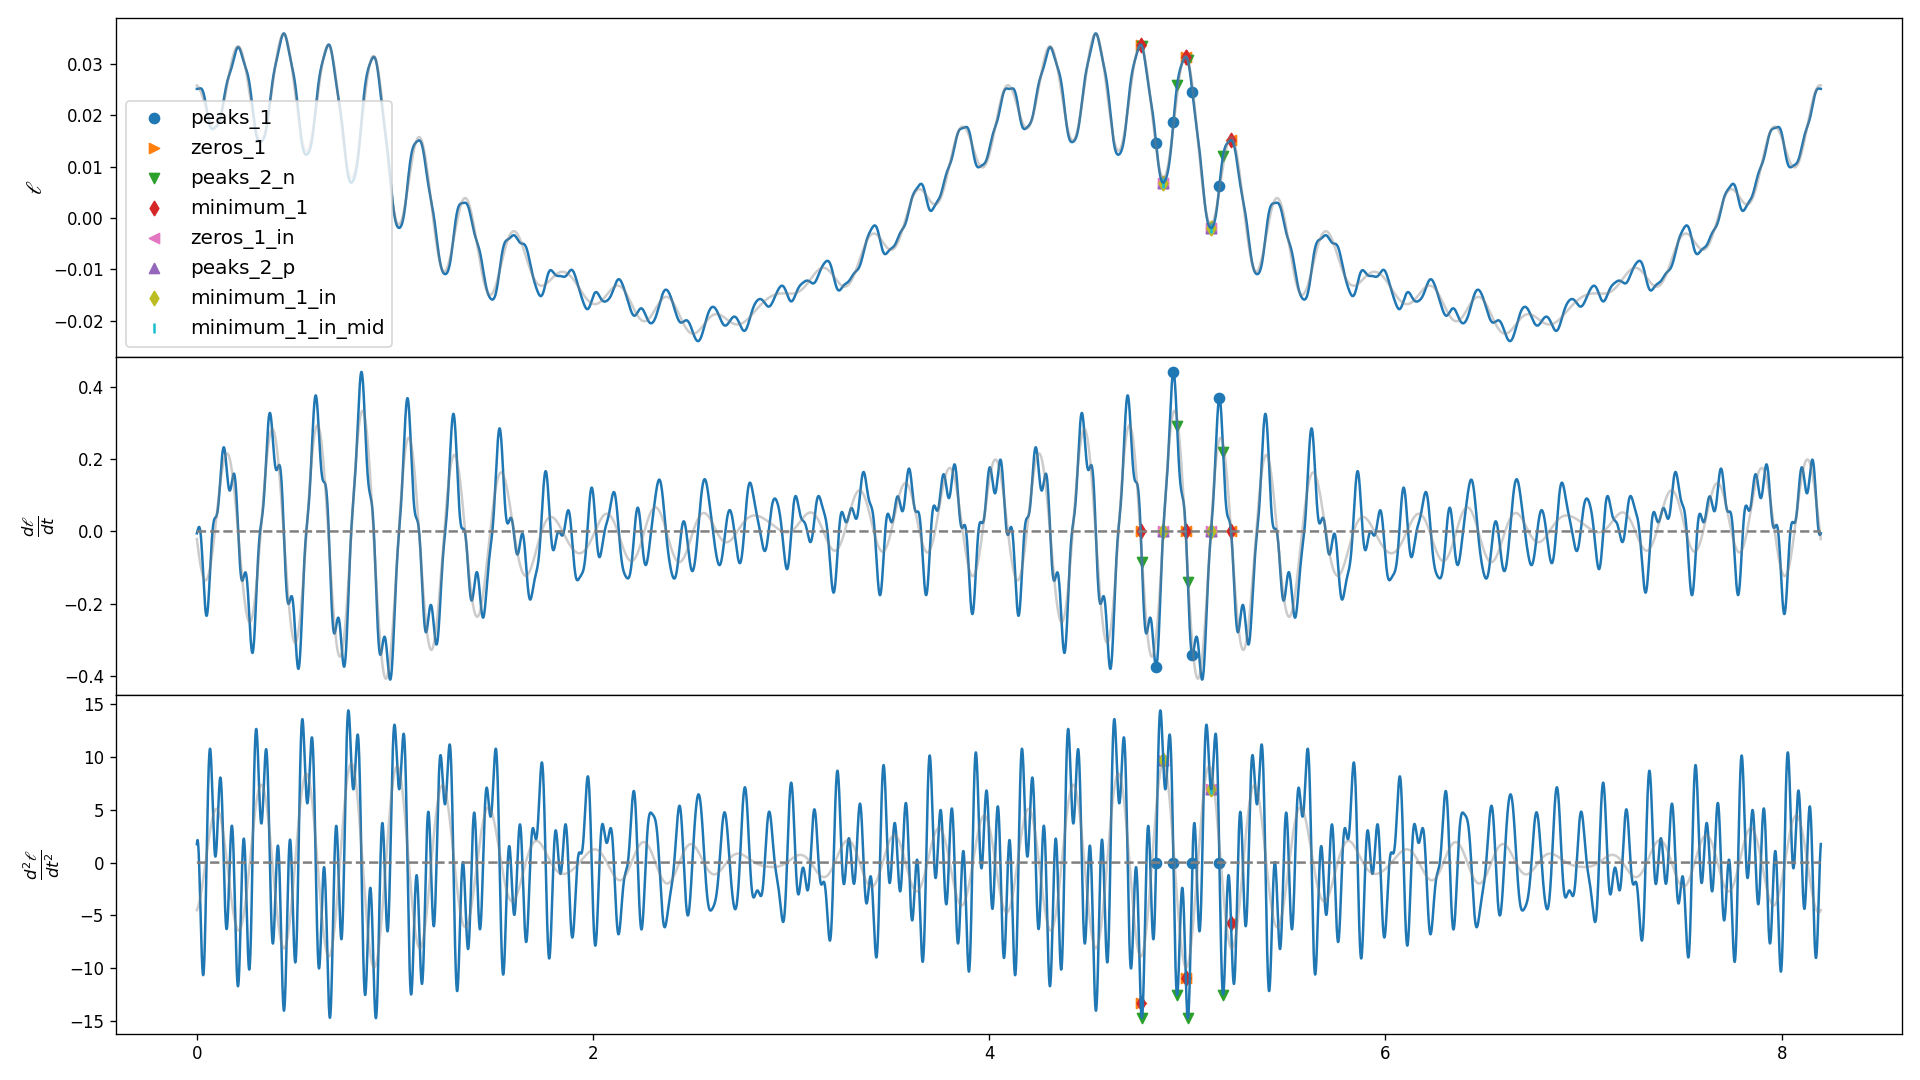 0.03
0.02
0.01
0.00
−0.01
−0.02
ℓ
peaks_1
zeros_1
peaks_2_n
minimum_1
zeros_1_in
peaks_2_p
minimum_1_in
minimum_1_in_mid
0.4
0.2
0.0
−0.2
−0.4
dℓ
dt
15
10
5
0
−5
−10
−15
d²ℓ
dt²
0 2 4 6 8